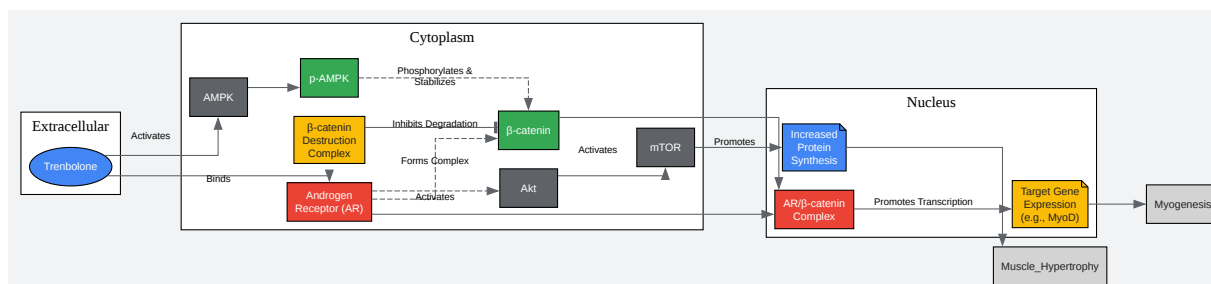 Cytoplasm
Extracellular
Trenbolone
Activates
Binds
AMPK
p-AMPK
Phosphorylates &
Stabilizes
β-catenin
Destruction
Complex
Inhibits Degradation
β-catenin
Forms Complex
Androgen
Receptor (AR)
Activates
Akt
Activates
mTOR
Promotes
Nucleus
Increased
Protein
Synthesis
AR/β-catenin
Complex
Promotes Transcription
Target Gene
Expression
(e.g., MyoD)
Myogenesis
Muscle_Hypertrophy